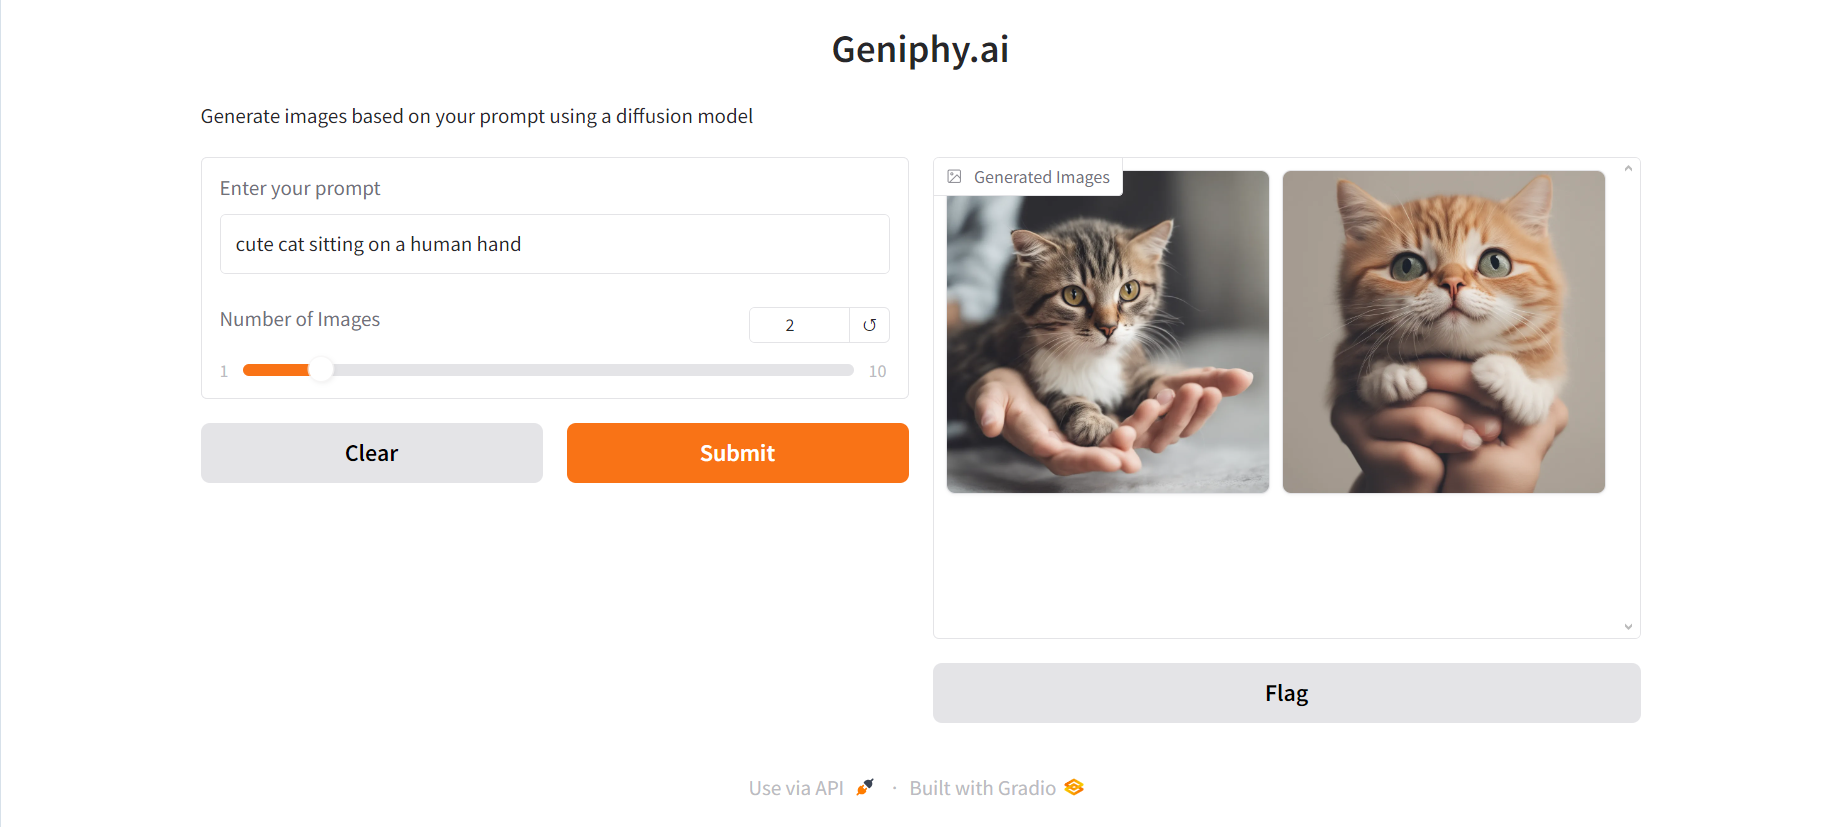 Geniphy.ai
Generate images based on your prompt using a diffusion model
Enter your prompt
cute cat sitting on a human hand
Number of Images
2
1
10
Clear
Submit
Generated Images
Flag
Use via API · Built with Gradio